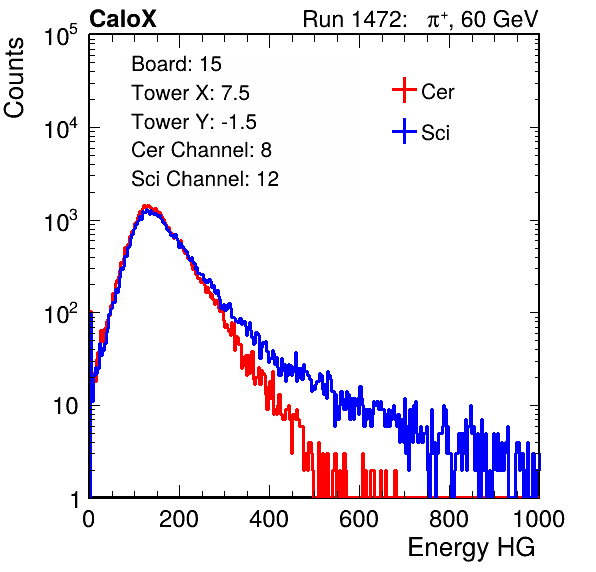 CaloX Run 1472: π⁺, 60 GeV
Counts
Board: 15
Tower X: 7.5
Tower Y: -1.5
Cer Channel: 8
Sci Channel: 12
Cer
Sci
10⁵
10⁴
10³
10²
10
1
0 200 400 600 800 1000
Energy HG